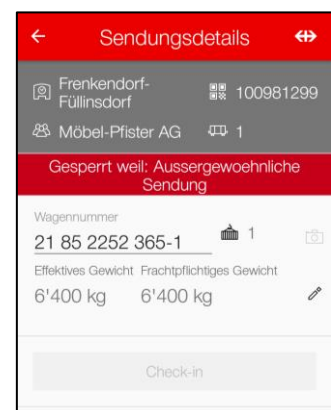 Sendungsdetails
Frenkendorf-
Füllinsdorf
100981299
Möbel-Pfister AG
1
Gesperrt weil: Aussergewoehnliche
Sendung
Wagennummer
21 85 2252 365-1
1
Effektives Gewicht Frachtpflichtiges Gewicht
6'400 kg 6'400 kg
Check-in